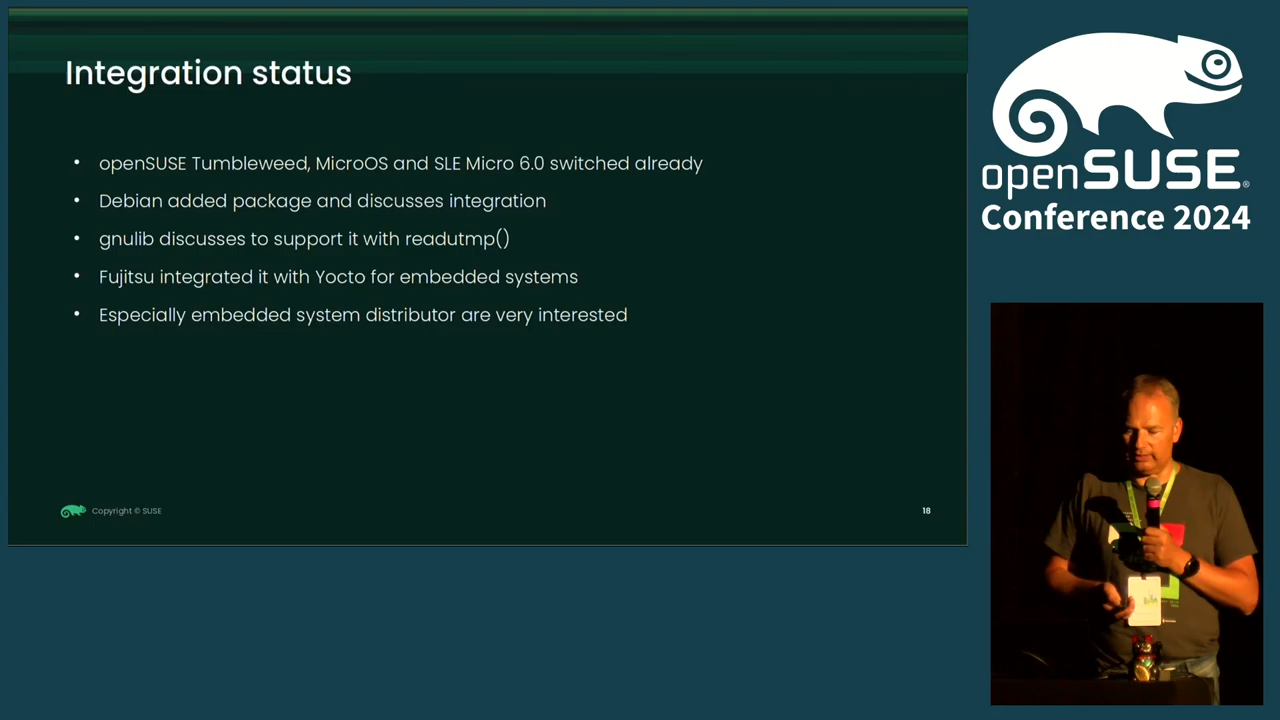 Integration status
• openSUSE Tumbleweed, MicroOS and SLE Micro 6.0 switched already
• Debian added package and discusses integration
• gnulib discusses to support it with readutmp()
• Fujitsu integrated it with Yocto for embedded systems
• Especially embedded system distributor are very interested
Copyright © SUSE
18
openSUSE®
Conference 2024